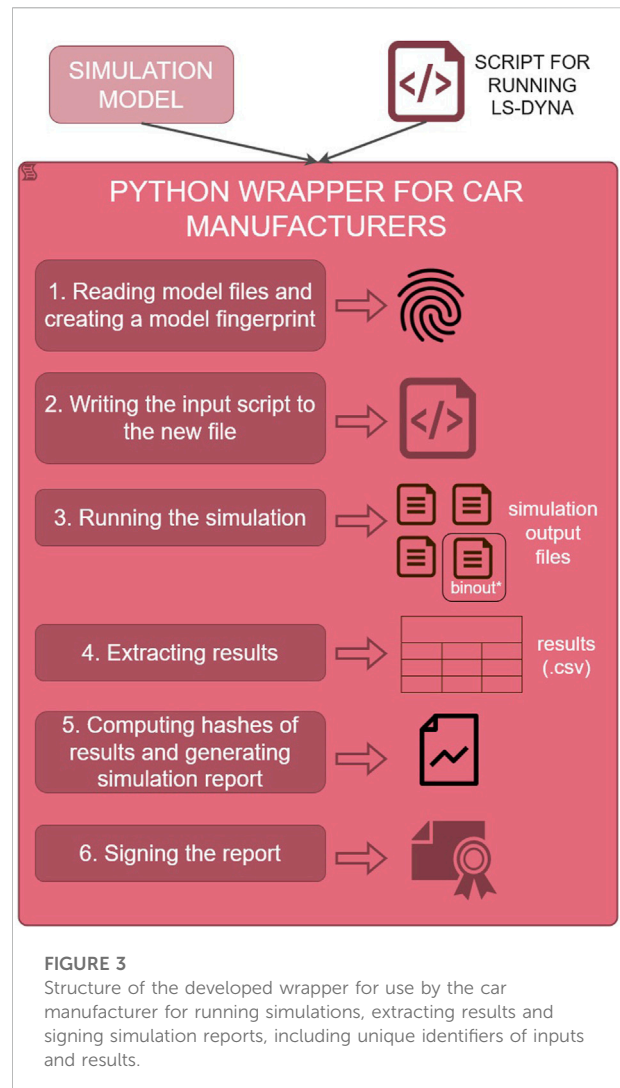 SIMULATION
MODEL
</>
SCRIPT FOR
RUNNING
LS-DYNA
PYTHON WRAPPER FOR CAR
MANUFACTURERS
1. Reading model files and
creating a model fingerprint
2. Writing the input script to
the new file
</>
3. Running the simulation
simulation
output
files
binout*
4. Extracting results
results
(.csv)
5. Computing hashes of
results and generating
simulation report
6. Signing the report
FIGURE 3
Structure of the developed wrapper for use by the car
manufacturer for running simulations, extracting results and
signing simulation reports, including unique identifiers of inputs
and results.